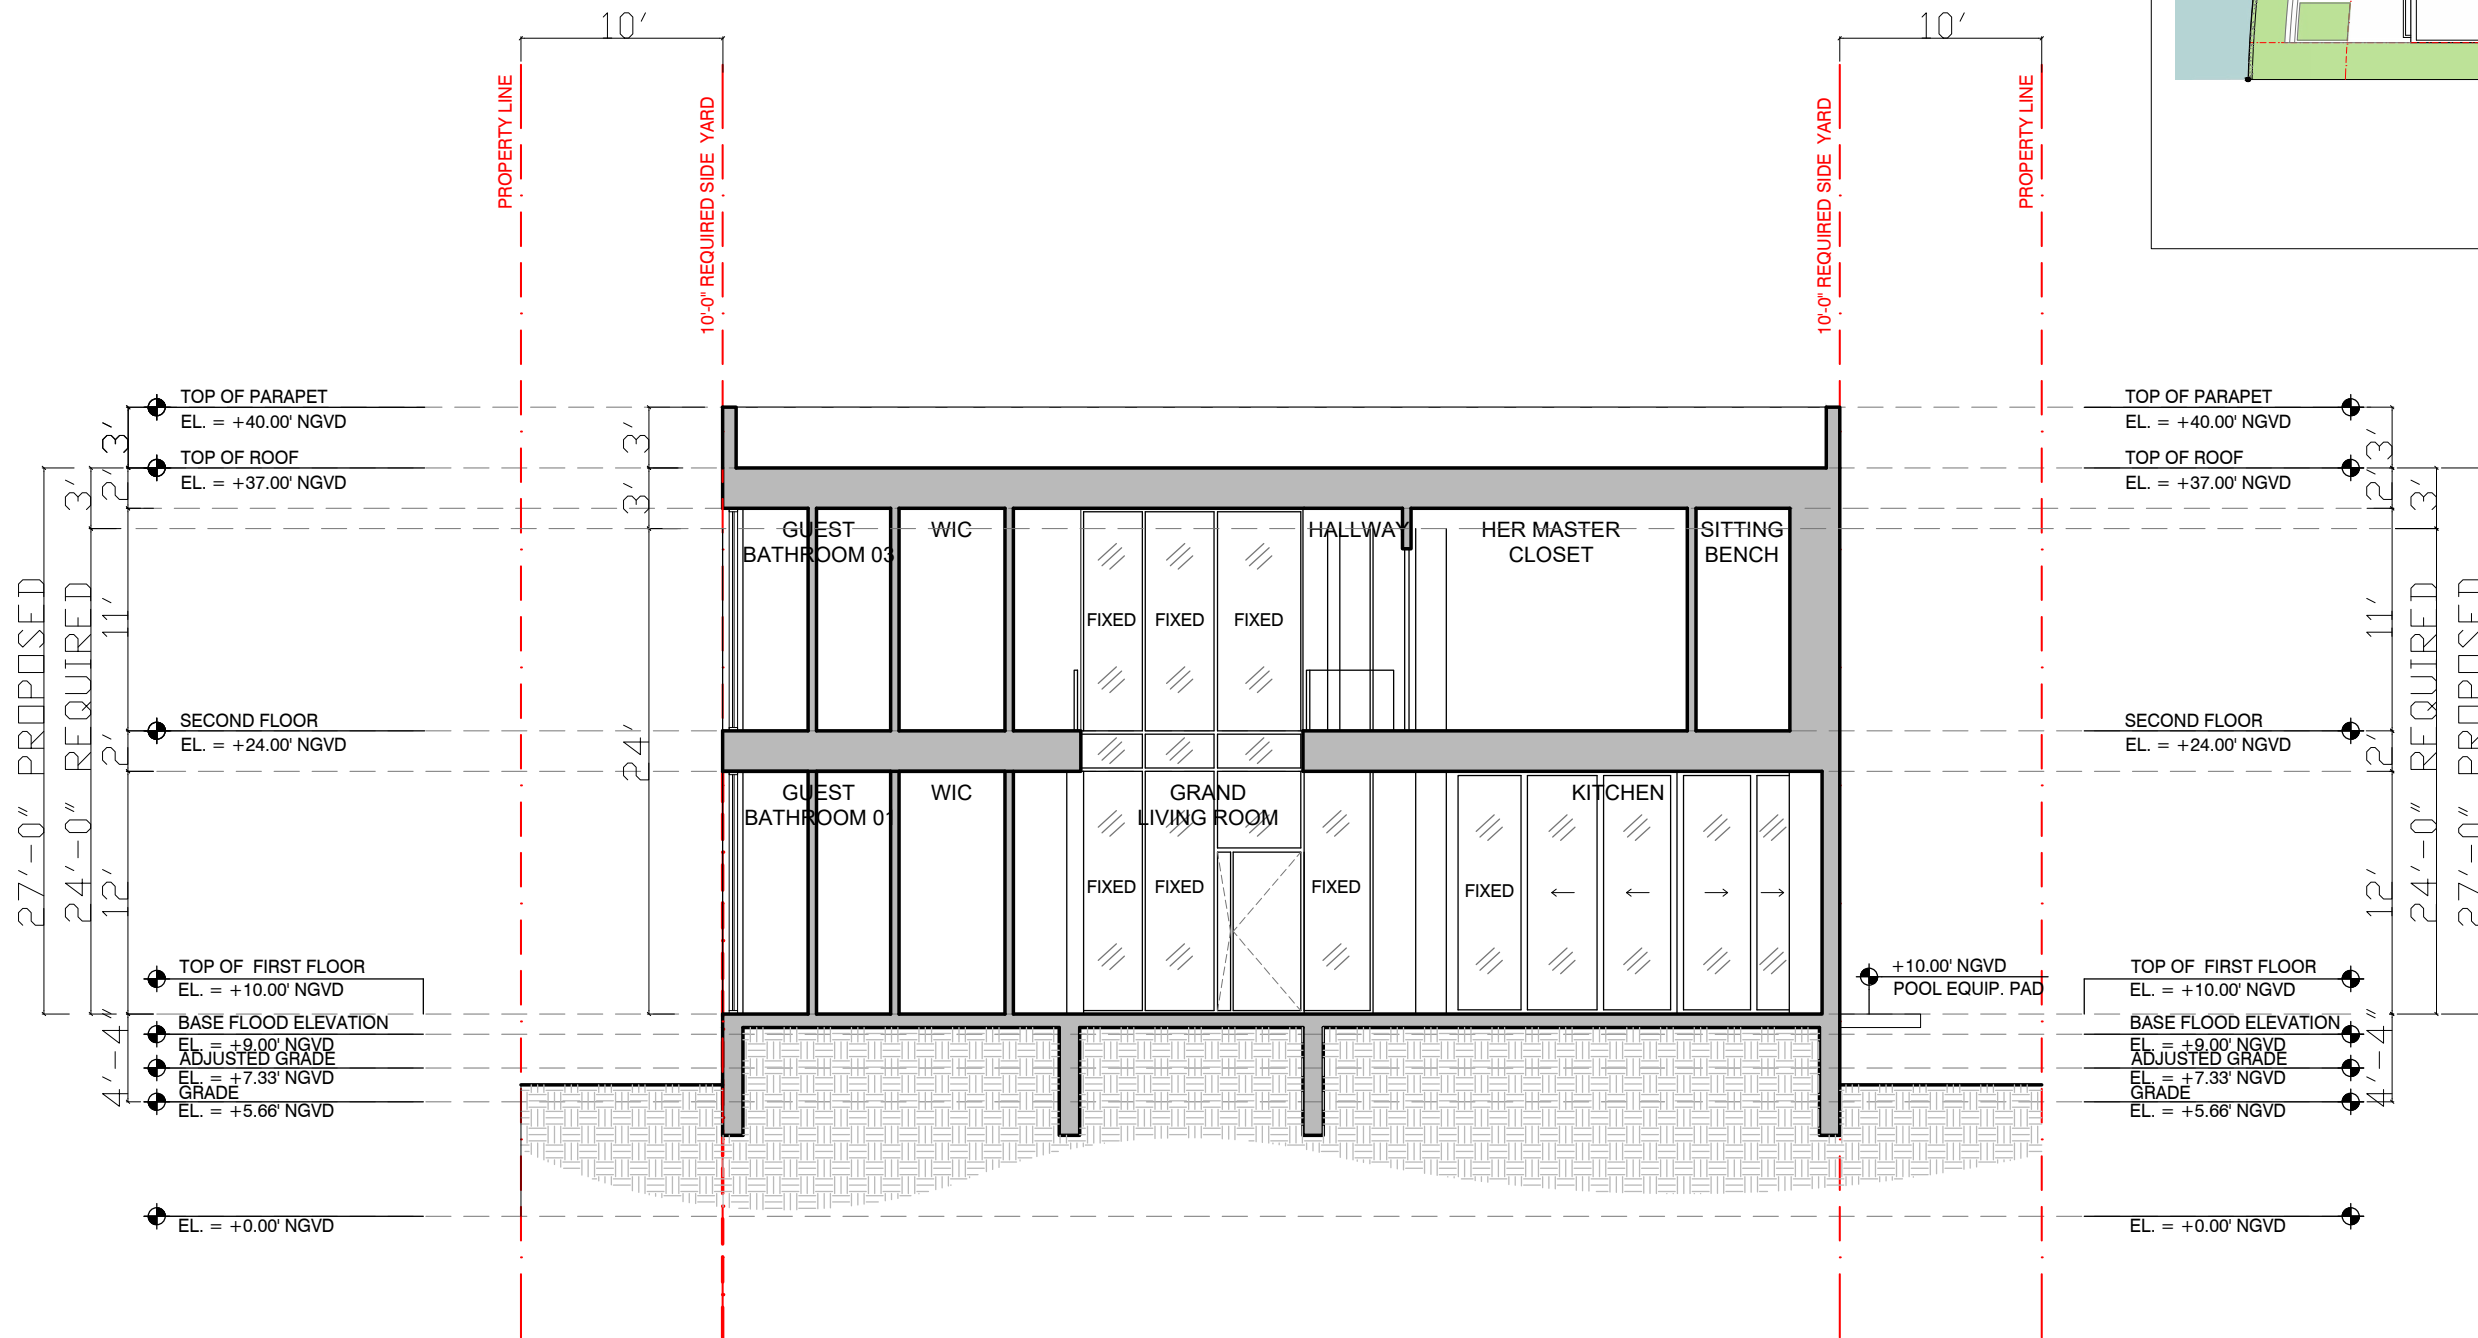 10'
10'
PROPERTY LINE
10'-0" REQUIRED SIDE YARD
10'-0" REQUIRED SIDE YARD
PROPERTY LINE
TOP OF PARAPET
EL. = +40.00' NGVD
TOP OF ROOF
EL. = +37.00' NGVD
SECOND FLOOR
EL. = +24.00' NGVD
TOP OF FIRST FLOOR
EL. = +10.00' NGVD
BASE FLOOD ELEVATION
EL. = +9.00' NGVD
ADJUSTED GRADE
EL. = +7.33' NGVD
GRADE
EL. = +5.66' NGVD
EL. = +0.00' NGVD
27'-0" PROPOSED
24'-0" REQUIRED
3'
3'
2'
11'
2'
12'
4'-4"
3'
3'
24'
GUEST
BATHROOM 03
WIC
HALLWAY
HER MASTER
CLOSET
SITTING
BENCH
FIXED
FIXED
FIXED
GUEST
BATHROOM 01
WIC
GRAND
LIVING ROOM
KITCHEN
FIXED
FIXED
FIXED
FIXED
+10.00' NGVD
POOL EQUIP. PAD
TOP OF PARAPET
EL. = +40.00' NGVD
TOP OF ROOF
EL. = +37.00' NGVD
SECOND FLOOR
EL. = +24.00' NGVD
TOP OF FIRST FLOOR
EL. = +10.00' NGVD
BASE FLOOD ELEVATION
EL. = +9.00' NGVD
ADJUSTED GRADE
EL. = +7.33' NGVD
GRADE
EL. = +5.66' NGVD
EL. = +0.00' NGVD
3'
2'
3'
11'
2'
12'
4'-4"
24'-0" REQUIRED
27'-0" PROPOSED